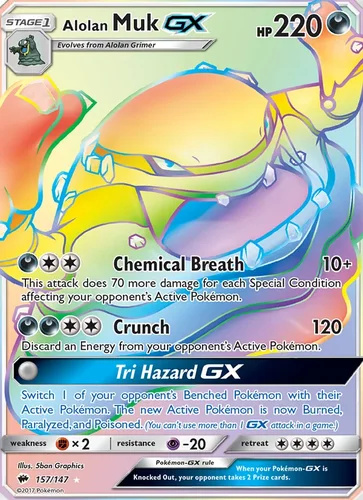 STAGE 1 Alolan Muk GX HP 220
Evolves from Alolan Grimer
Chemical Breath 10+
This attack does 70 more damage for each Special Condition
affecting your opponent's Active Pokémon.
Crunch 120
Discard an Energy from your opponent's Active Pokémon.
Tri Hazard GX
Switch 1 of your opponent's Benched Pokémon with their
Active Pokémon. The new Active Pokémon is now Burned,
Paralyzed, and Poisoned. (You can't use more than 1 GX attack in a game.)
weakness ×2 resistance -20 retreat
Illus. 5ban Graphics
157/147
©2017 Pokémon
Pokémon-GX rule
When your Pokémon-GX is
Knocked Out, your opponent takes 2 Prize cards.